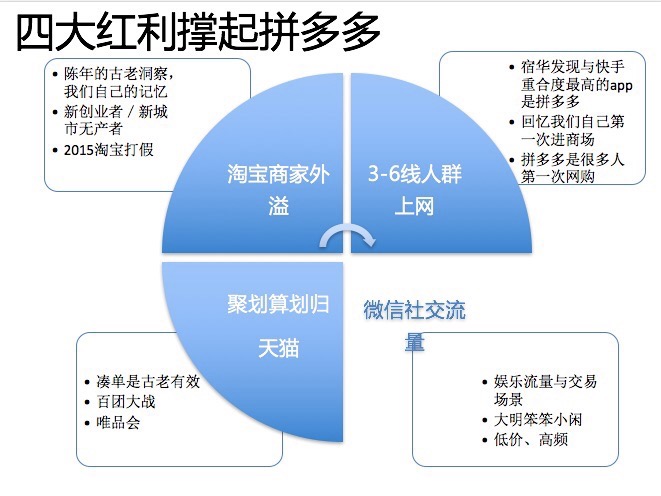 四大红利撑起拼多多
• 陈年的古老洞察，
我们自己的记忆
• 新创业者 / 新城
市无产者
• 2015淘宝打假
淘宝商家外
溢
3-6线人群
上网
• 宿华发现与快手
重合度最高的app
是拼多多
• 回忆我们自己第
一次进商场
• 拼多多是很多人
第一次网购
聚划算划归
天猫
• 凑单是古老有效
• 百团大战
• 唯品会
微信社交流
量
• 娱乐流量与交易
场景
• 大明笨笨小闲
• 低价、高频